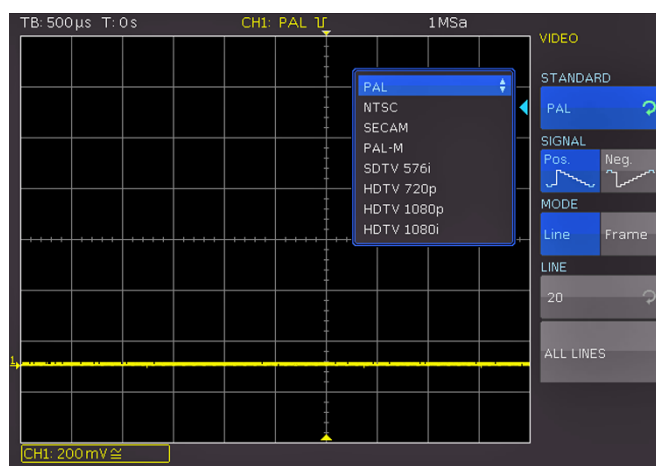 TB: 500µs T: 0s CH1: PAL 1MSa
VIDEO
PAL
NTSC
SECAM
PAL-M
SDTV 576i
HDTV 720p
HDTV 1080p
HDTV 1080i
STANDARD
PAL
SIGNAL
Pos. Neg.
MODE
Line Frame
LINE
20
ALL LINES
1
CH1: 200mV≅